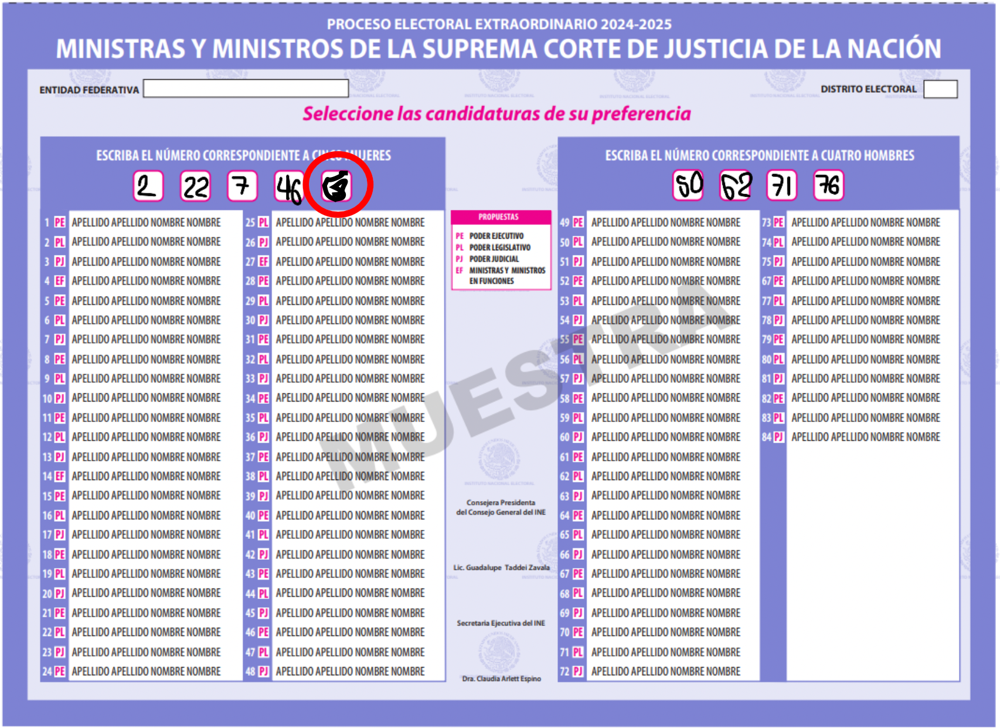 PROCESO ELECTORAL EXTRAORDINARIO 2024-2025
MINISTRAS Y MINISTROS DE LA SUPREMA CORTE DE JUSTICIA DE LA NACIÓN
ENTIDAD FEDERATIVA
DISTRITO ELECTORAL
Seleccione las candidaturas de su preferencia
ESCRIBA EL NÚMERO CORRESPONDIENTE A CINCO MUJERES
2 22 7 46
1 PE APELLIDO APELLIDO NOMBRE NOMBRE
2 PL APELLIDO APELLIDO NOMBRE NOMBRE
3 PJ APELLIDO APELLIDO NOMBRE NOMBRE
4 EF APELLIDO APELLIDO NOMBRE NOMBRE
5 PE APELLIDO APELLIDO NOMBRE NOMBRE
6 PL APELLIDO APELLIDO NOMBRE NOMBRE
7 PJ APELLIDO APELLIDO NOMBRE NOMBRE
8 PE APELLIDO APELLIDO NOMBRE NOMBRE
9 PL APELLIDO APELLIDO NOMBRE NOMBRE
10 PJ APELLIDO APELLIDO NOMBRE NOMBRE
11 PE APELLIDO APELLIDO NOMBRE NOMBRE
12 PL APELLIDO APELLIDO NOMBRE NOMBRE
13 PJ APELLIDO APELLIDO NOMBRE NOMBRE
14 EF APELLIDO APELLIDO NOMBRE NOMBRE
15 PE APELLIDO APELLIDO NOMBRE NOMBRE
16 PL APELLIDO APELLIDO NOMBRE NOMBRE
17 PJ APELLIDO APELLIDO NOMBRE NOMBRE
18 PE APELLIDO APELLIDO NOMBRE NOMBRE
19 PL APELLIDO APELLIDO NOMBRE NOMBRE
20 PJ APELLIDO APELLIDO NOMBRE NOMBRE
21 PE APELLIDO APELLIDO NOMBRE NOMBRE
22 PL APELLIDO APELLIDO NOMBRE NOMBRE
23 PJ APELLIDO APELLIDO NOMBRE NOMBRE
24 PE APELLIDO APELLIDO NOMBRE NOMBRE
25 PL APELLIDO APELLIDO NOMBRE NOMBRE
26 PJ APELLIDO APELLIDO NOMBRE NOMBRE
27 EF APELLIDO APELLIDO NOMBRE NOMBRE
28 PE APELLIDO APELLIDO NOMBRE NOMBRE
29 PL APELLIDO APELLIDO NOMBRE NOMBRE
30 PJ APELLIDO APELLIDO NOMBRE NOMBRE
31 PE APELLIDO APELLIDO NOMBRE NOMBRE
32 PL APELLIDO APELLIDO NOMBRE NOMBRE
33 PJ APELLIDO APELLIDO NOMBRE NOMBRE
34 PE APELLIDO APELLIDO NOMBRE NOMBRE
35 PL APELLIDO APELLIDO NOMBRE NOMBRE
36 PJ APELLIDO APELLIDO NOMBRE NOMBRE
37 PE APELLIDO APELLIDO NOMBRE NOMBRE
38 PL APELLIDO APELLIDO NOMBRE NOMBRE
39 PJ APELLIDO APELLIDO NOMBRE NOMBRE
40 PE APELLIDO APELLIDO NOMBRE NOMBRE
41 PL APELLIDO APELLIDO NOMBRE NOMBRE
42 PJ APELLIDO APELLIDO NOMBRE NOMBRE
43 PE APELLIDO APELLIDO NOMBRE NOMBRE
44 PL APELLIDO APELLIDO NOMBRE NOMBRE
45 PJ APELLIDO APELLIDO NOMBRE NOMBRE
46 PE APELLIDO APELLIDO NOMBRE NOMBRE
47 PL APELLIDO APELLIDO NOMBRE NOMBRE
48 PJ APELLIDO APELLIDO NOMBRE NOMBRE
PROPUESTAS
PE PODER EJECUTIVO
PL PODER LEGISLATIVO
PJ PODER JUDICIAL
EF MINISTRAS Y MINISTROS
EN FUNCIONES
MUESTRA
INSTITUTO NACIONAL ELECTORAL
Consejera Presidenta
del Consejo General del INE
Lic. Guadalupe Taddei Zavala
Secretaria Ejecutiva del INE
Dra. Claudia Arlett Espino
ESCRIBA EL NÚMERO CORRESPONDIENTE A CUATRO HOMBRES
50 62 71 76
49 PE APELLIDO APELLIDO NOMBRE NOMBRE
50 PL APELLIDO APELLIDO NOMBRE NOMBRE
51 PJ APELLIDO APELLIDO NOMBRE NOMBRE
52 PE APELLIDO APELLIDO NOMBRE NOMBRE
53 PL APELLIDO APELLIDO NOMBRE NOMBRE
54 PJ APELLIDO APELLIDO NOMBRE NOMBRE
55 PE APELLIDO APELLIDO NOMBRE NOMBRE
56 PL APELLIDO APELLIDO NOMBRE NOMBRE
57 PJ APELLIDO APELLIDO NOMBRE NOMBRE
58 PE APELLIDO APELLIDO NOMBRE NOMBRE
59 PL APELLIDO APELLIDO NOMBRE NOMBRE
60 PJ APELLIDO APELLIDO NOMBRE NOMBRE
61 PE APELLIDO APELLIDO NOMBRE NOMBRE
62 PL APELLIDO APELLIDO NOMBRE NOMBRE
63 PJ APELLIDO APELLIDO NOMBRE NOMBRE
64 PE APELLIDO APELLIDO NOMBRE NOMBRE
65 PL APELLIDO APELLIDO NOMBRE NOMBRE
66 PJ APELLIDO APELLIDO NOMBRE NOMBRE
67 PE APELLIDO APELLIDO NOMBRE NOMBRE
68 PL APELLIDO APELLIDO NOMBRE NOMBRE
69 PJ APELLIDO APELLIDO NOMBRE NOMBRE
70 PE APELLIDO APELLIDO NOMBRE NOMBRE
71 PL APELLIDO APELLIDO NOMBRE NOMBRE
72 PJ APELLIDO APELLIDO NOMBRE NOMBRE
73 PE APELLIDO APELLIDO NOMBRE NOMBRE
74 PL APELLIDO APELLIDO NOMBRE NOMBRE
75 PJ APELLIDO APELLIDO NOMBRE NOMBRE
67 PE APELLIDO APELLIDO NOMBRE NOMBRE
77 PL APELLIDO APELLIDO NOMBRE NOMBRE
78 PJ APELLIDO APELLIDO NOMBRE NOMBRE
79 PE APELLIDO APELLIDO NOMBRE NOMBRE
80 PL APELLIDO APELLIDO NOMBRE NOMBRE
81 PJ APELLIDO APELLIDO NOMBRE NOMBRE
82 PE APELLIDO APELLIDO NOMBRE NOMBRE
83 PL APELLIDO APELLIDO NOMBRE NOMBRE
84 PJ APELLIDO APELLIDO NOMBRE NOMBRE